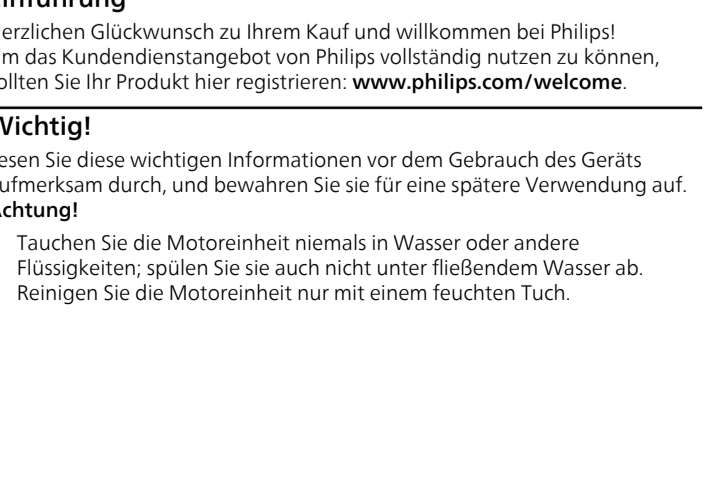 Einführung
erzlichen Glückwunsch zu Ihrem Kauf und willkommen bei Philips!
m das Kundendienstangebot von Philips vollständig nutzen zu können,
ollten Sie Ihr Produkt hier registrieren: www.philips.com/welcome.
Wichtig!
esen Sie diese wichtigen Informationen vor dem Gebrauch des Geräts
ufmerksam durch, und bewahren Sie sie für eine spätere Verwendung auf.
Achtung!
Tauchen Sie die Motoreinheit niemals in Wasser oder andere
Flüssigkeiten; spülen Sie sie auch nicht unter fließendem Wasser ab.
Reinigen Sie die Motoreinheit nur mit einem feuchten Tuch.